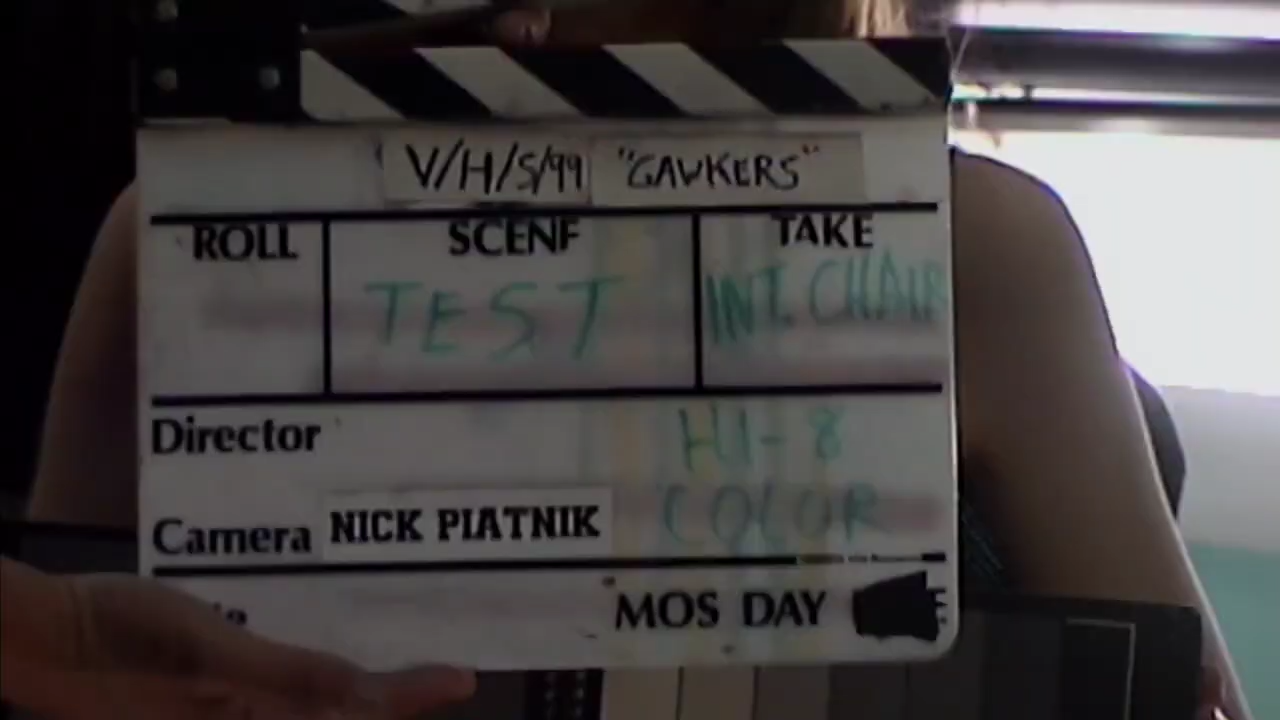 V/H/S/99 "GAWKERS"
ROLL SCENE TAKE
TEST INT. CHAIR
Director HI-8
Camera NICK PIATNIK COLOR
MOS DAY